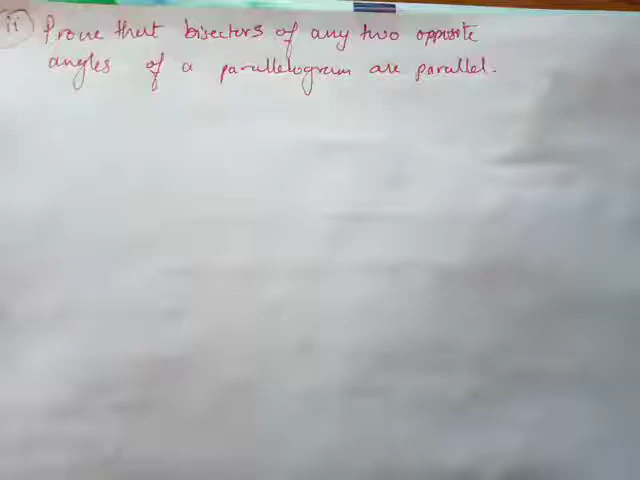 ii) Prove that bisectors of any two opposite
angles of a parallelogram are parallel.